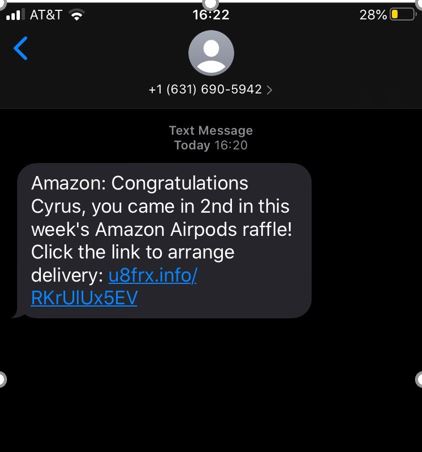 AT&T 16:22 28%
+1 (631) 690-5942
Text Message
Today 16:20
Amazon: Congratulations
Cyrus, you came in 2nd in this
week's Amazon Airpods raffle!
Click the link to arrange
delivery: u8frx.info/
RKrUlUx5EV